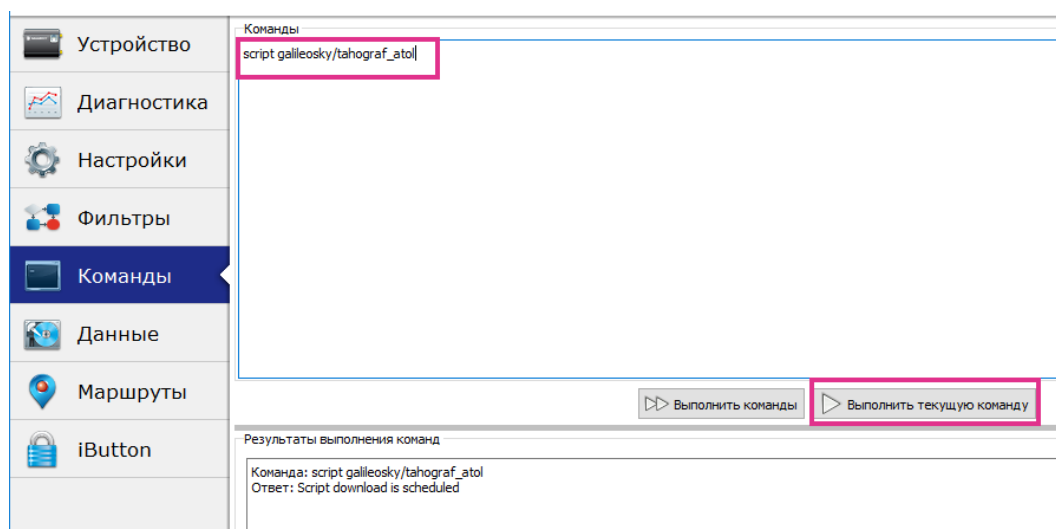 Устройство
Диагностика
Настройки
Фильтры
Команды
Данные
Маршруты
iButton
Команды
script galileosky/tahograf_atol
Выполнить команды
Выполнить текущую команду
Результаты выполнения команд
Команда: script galileosky/tahograf_atol
Ответ: Script download is scheduled